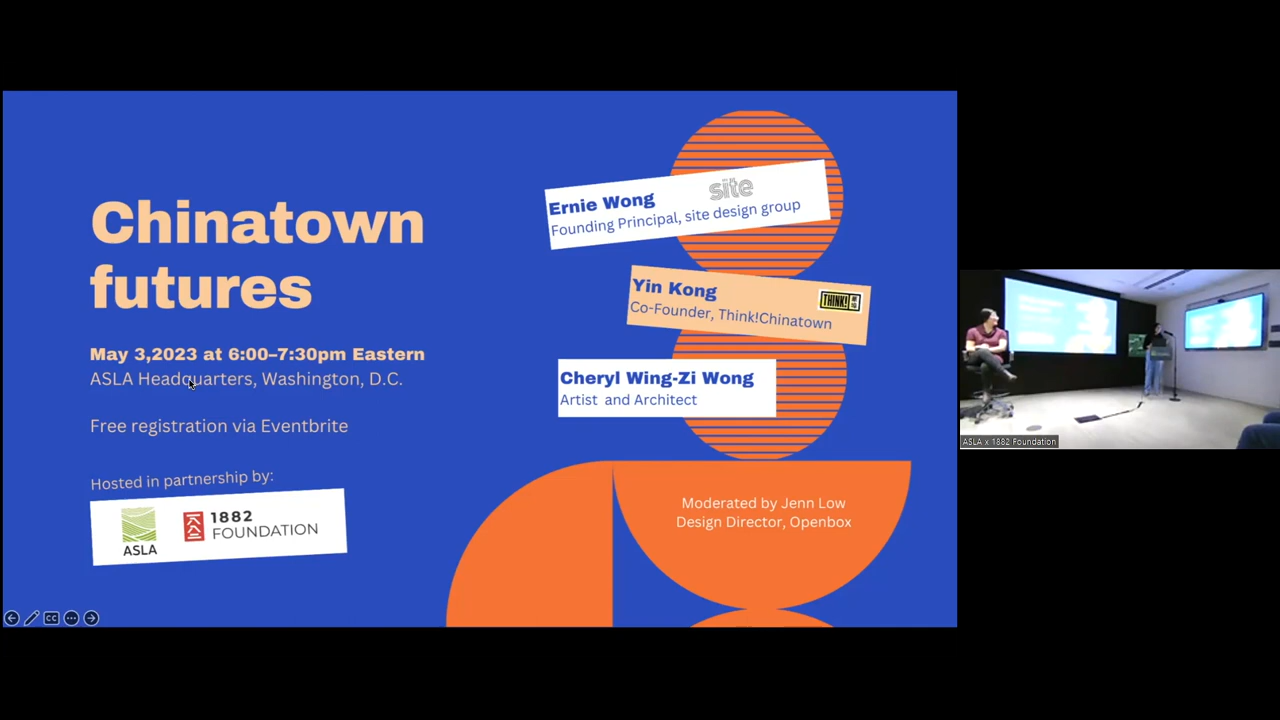 Chinatown
futures
May 3,2023 at 6:00–7:30pm Eastern
ASLA Headquarters, Washington, D.C.
Free registration via Eventbrite
Hosted in partnership by:
ASLA
1882
FOUNDATION
Ernie Wong
site
Founding Principal, site design group
Yin Kong
THINK!
Co-Founder, Think!Chinatown
Cheryl Wing-Zi Wong
Artist and Architect
Moderated by Jenn Low
Design Director, Openbox
CC
ASLA x 1882 Foundation